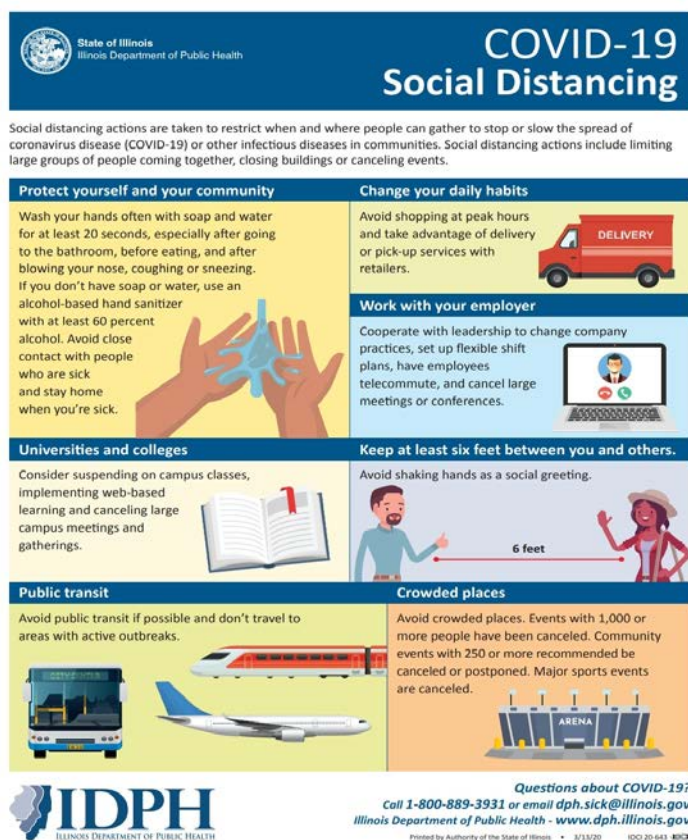 State of Illinois
Illinois Department of Public Health
COVID-19
Social Distancing
Social distancing actions are taken to restrict when and where people can gather to stop or slow the spread of
coronavirus disease (COVID-19) or other infectious diseases in communities. Social distancing actions include limiting
large groups of people coming together, closing buildings or canceling events.
Protect yourself and your community
Wash your hands often with soap and water
for at least 20 seconds, especially after going
to the bathroom, before eating, and after
blowing your nose, coughing or sneezing.
If you don't have soap or water, use an
alcohol-based hand sanitizer
with at least 60 percent
alcohol. Avoid close
contact with people
who are sick
and stay home
when you're sick.
Change your daily habits
Avoid shopping at peak hours
and take advantage of delivery
or pick-up services with
retailers.
DELIVERY
Work with your employer
Cooperate with leadership to change company
practices, set up flexible shift
plans, have employees
telecommute, and cancel large
meetings or conferences.
Universities and colleges
Consider suspending on campus classes,
implementing web-based
learning and canceling large
campus meetings and
gatherings.
Keep at least six feet between you and others.
Avoid shaking hands as a social greeting.
6 feet
Public transit
Avoid public transit if possible and don't travel to
areas with active outbreaks.
Crowded places
Avoid crowded places. Events with 1,000 or
more people have been canceled. Community
events with 250 or more recommended be
canceled or postponed. Major sports events
are canceled.
ARENA
IDPH
ILLINOIS DEPARTMENT OF PUBLIC HEALTH
Questions about COVID-19?
Call 1-800-889-3931 or email dph.sick@illinois.gov
Illinois Department of Public Health - www.dph.illinois.gov
Printed by Authority of the State of Illinois • 3/13/20 IOCI 20-643